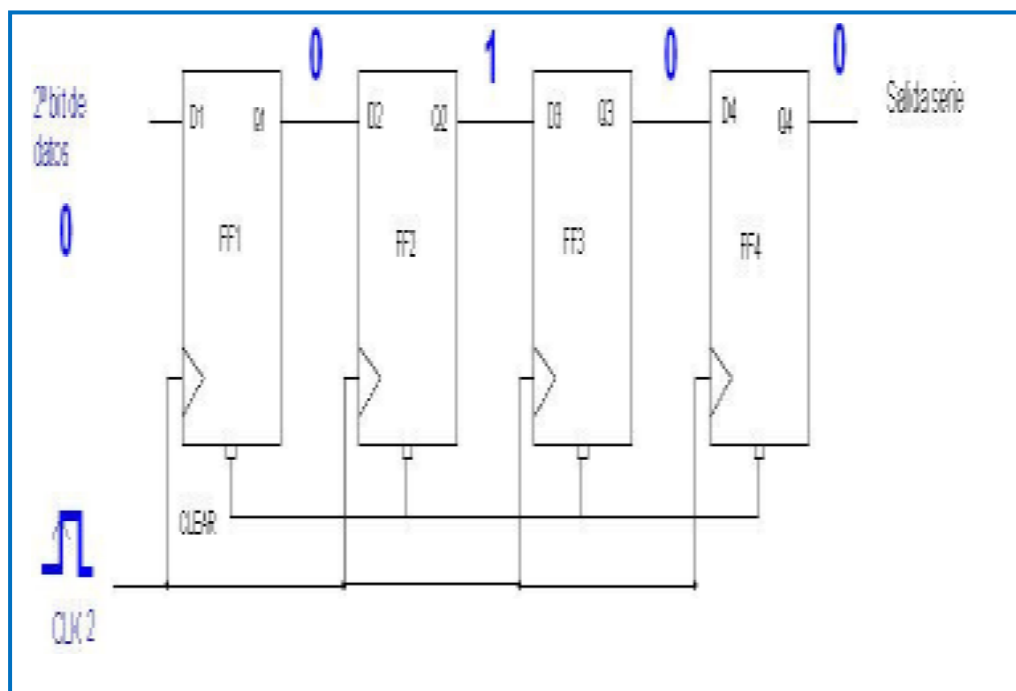 0 1 0 0
2º bit de
datos
Salida serie
D1 Q1 D2 Q2 D3 Q3 D4 Q4
0
FF1 FF2 FF3 FF4
CLEAR
CLK 2